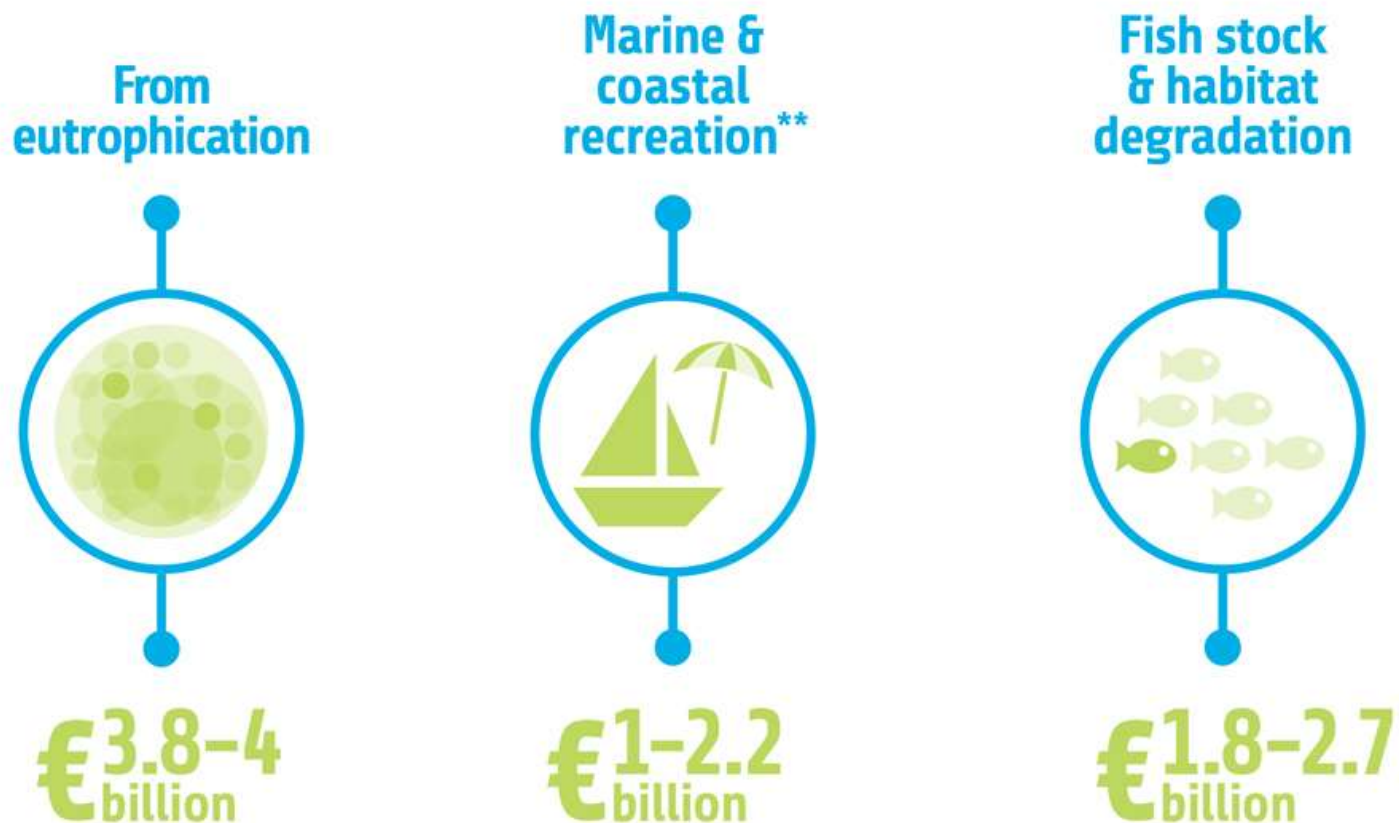 From
eutrophication
€3.8–4
billion
Marine &
coastal
recreation**
€1–2.2
billion
Fish stock
& habitat
degradation
€1.8–2.7
billion